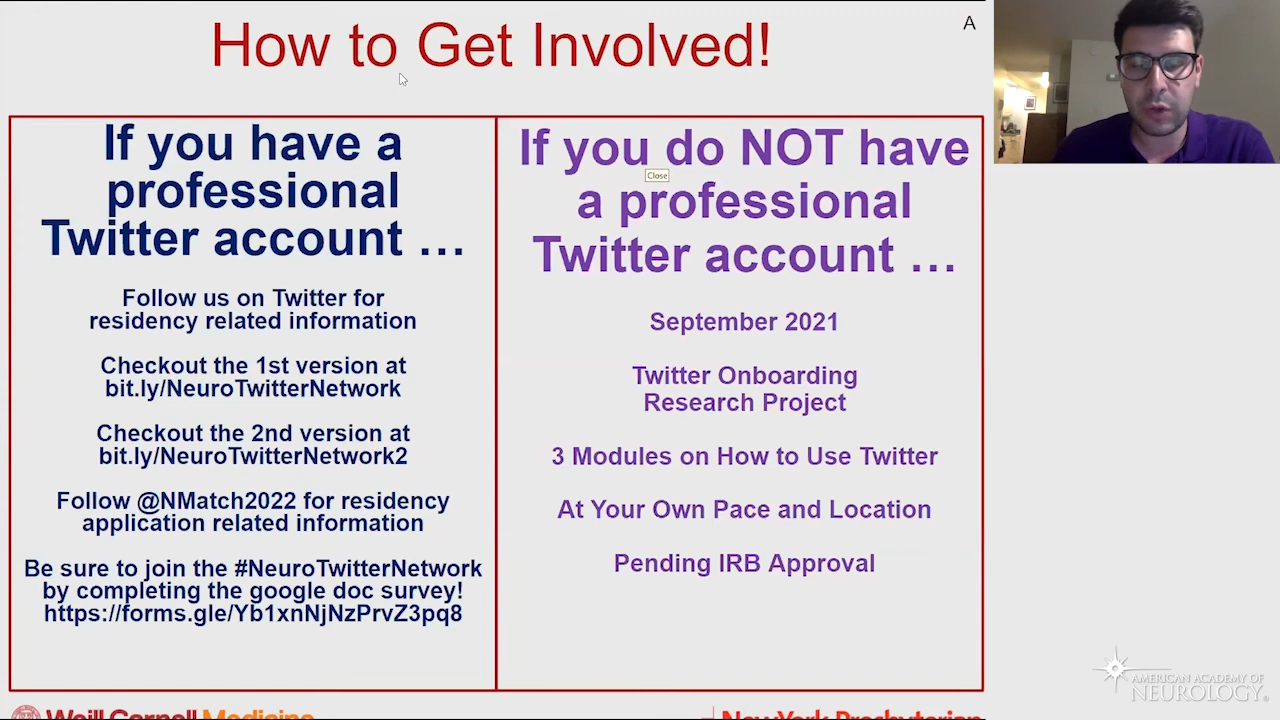 How to Get Involved!
A
If you have a
professional
Twitter account …
Follow us on Twitter for
residency related information
Checkout the 1st version at
bit.ly/NeuroTwitterNetwork
Checkout the 2nd version at
bit.ly/NeuroTwitterNetwork2
Follow @NMatch2022 for residency
application related information
Be sure to join the #NeuroTwitterNetwork
by completing the google doc survey!
https://forms.gle/Yb1xnNjNzPrvZ3pq8
If you do NOT have
Close
a professional
Twitter account …
September 2021
Twitter Onboarding
Research Project
3 Modules on How to Use Twitter
At Your Own Pace and Location
Pending IRB Approval
Weill Cornell Medicine
NewYork-Presbyterian
AMERICAN ACADEMY OF
NEUROLOGY®